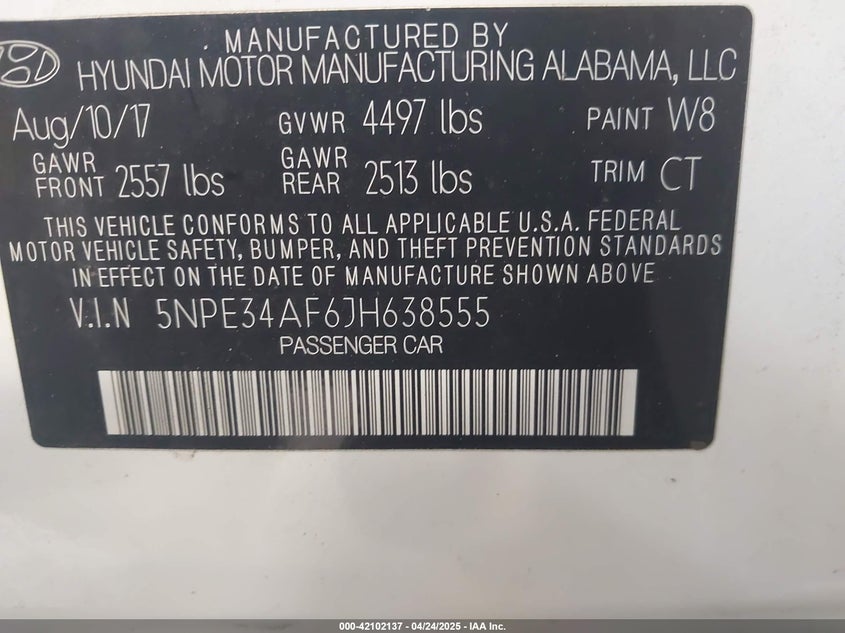 MANUFACTURED BY
HYUNDAI MOTOR MANUFACTURING ALABAMA, LLC
Aug/10/17 GVWR 4497 lbs PAINT W8
GAWR FRONT 2557 lbs GAWR REAR 2513 lbs TRIM CT
THIS VEHICLE CONFORMS TO ALL APPLICABLE U.S.A. FEDERAL
MOTOR VEHICLE SAFETY, BUMPER, AND THEFT PREVENTION STANDARDS
IN EFFECT ON THE DATE OF MANUFACTURE SHOWN ABOVE
V.I.N 5NPE34AF6JH638555
PASSENGER CAR
000-42102137 - 04/24/2025 - IAA Inc.